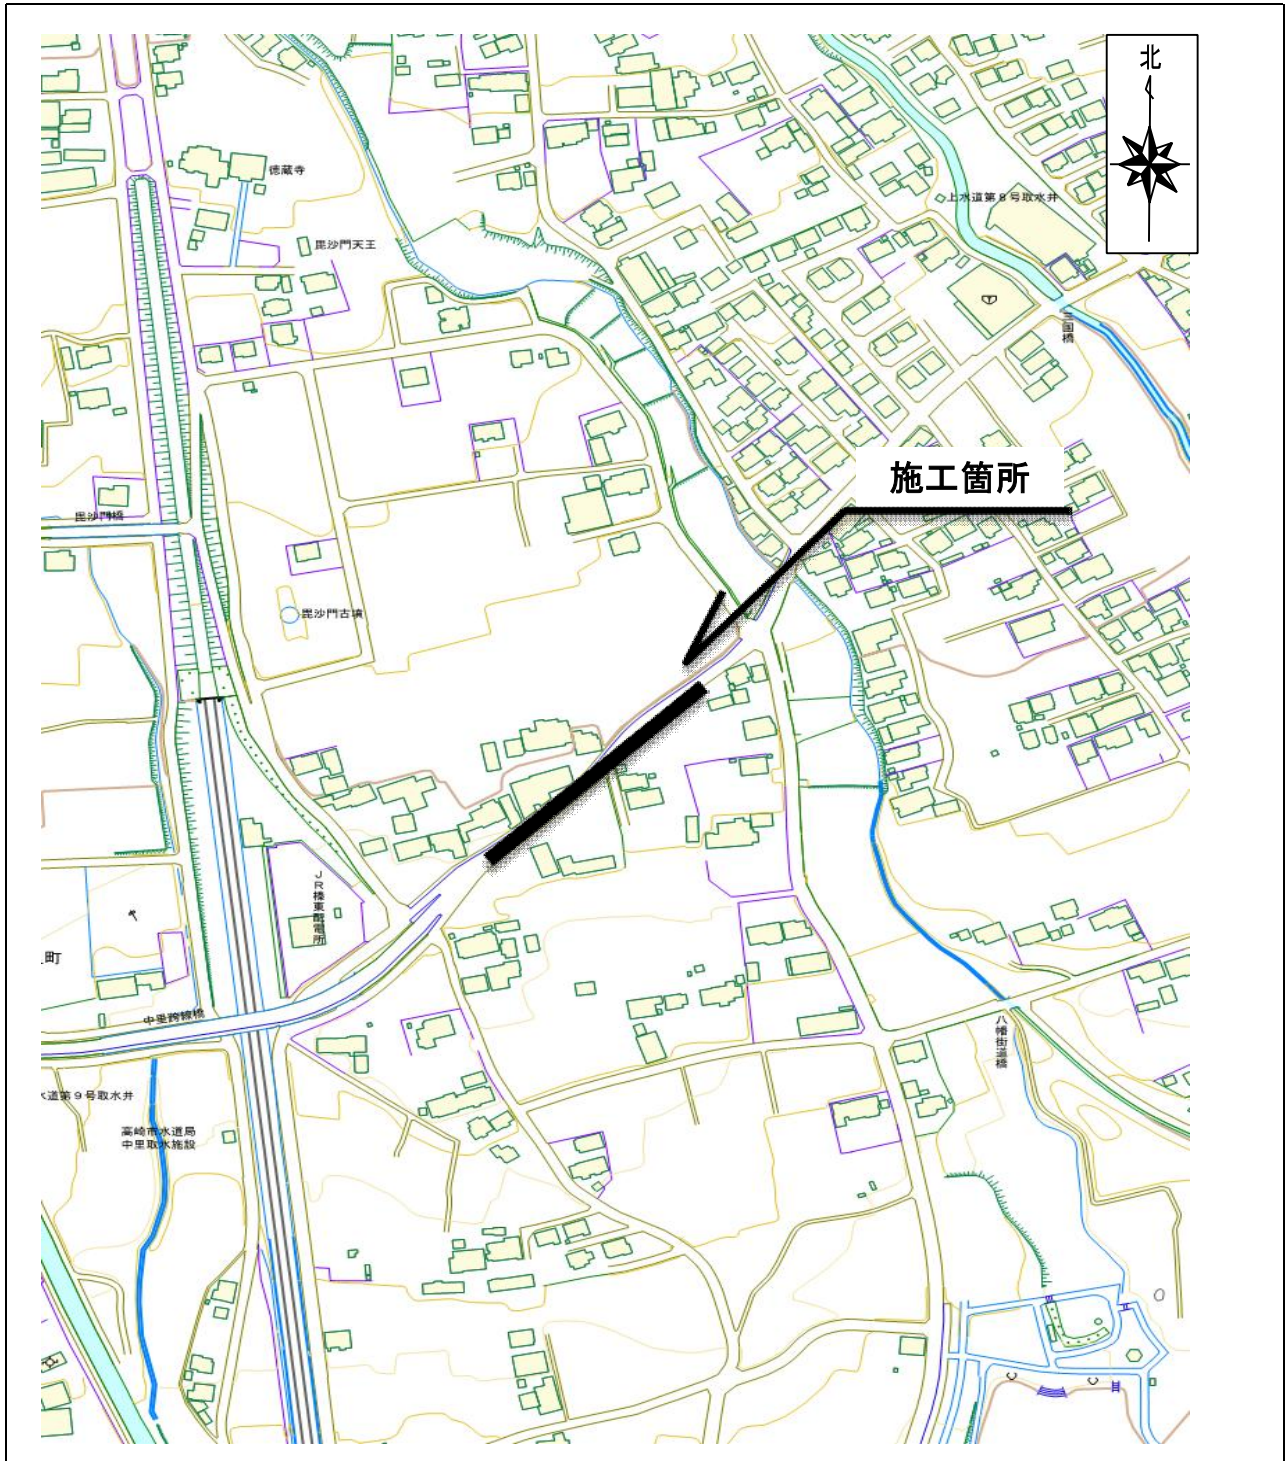 北
徳蔵寺
上水道第8号取水井
毘沙門天王
三国橋
施工箇所
毘沙門橋
毘沙門古墳
JR棟東配電所
町
中里跨線橋
八幡街道橋
水道第9号取水井
高崎市水道局
中里取水施設